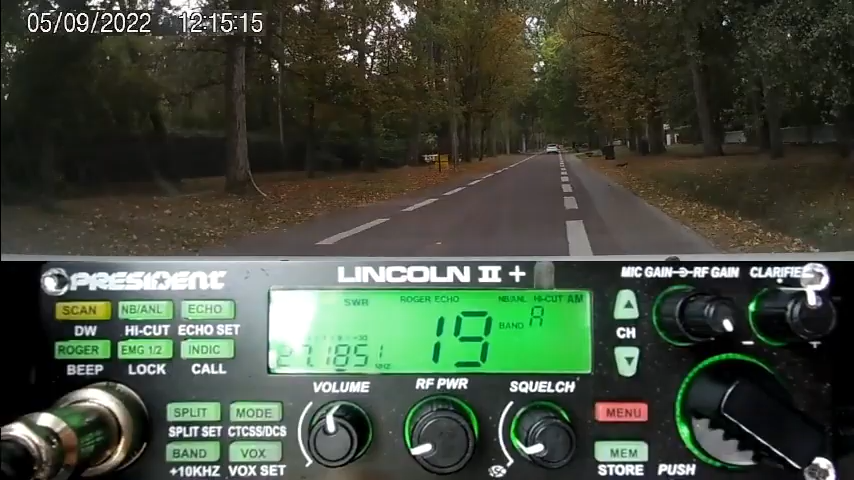 05/09/2022 12:15:15
PRESIDENT LINCOLN II + MIC GAIN RF GAIN CLARIFIER
SCAN NB/ANL ECHO
DW HI-CUT ECHO SET
ROGER EMG 1/2 INDIC
BEEP LOCK CALL
SWR ROGER ECHO NB/ANL HI-CUT AM
19 BAND A
27.1851
CH
VOLUME RF PWR SQUELCH
SPLIT MODE
SPLIT SET CTCSS/DCS
BAND VOX
+10KHZ VOX SET
MENU
MEM
STORE PUSH